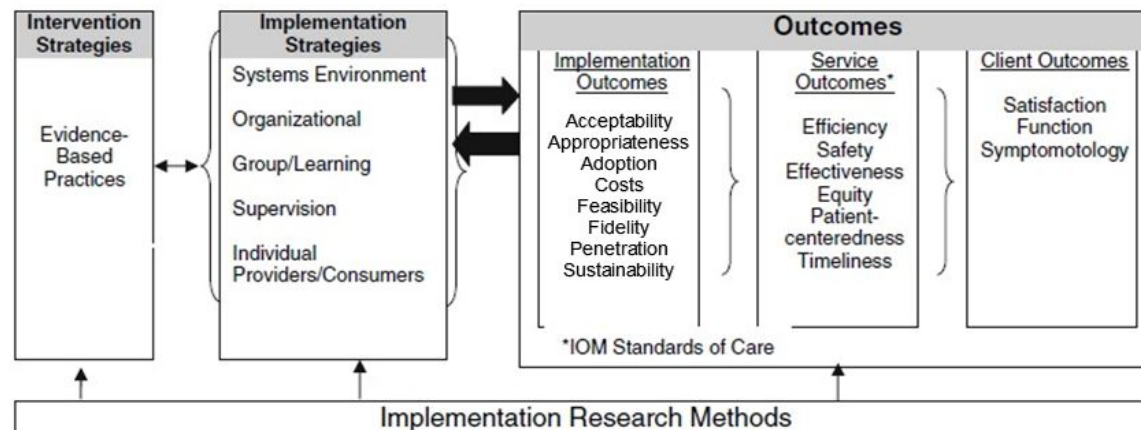 Intervention
Strategies
Evidence-
Based
Practices
Implementation
Strategies
Systems Environment
Organizational
Group/Learning
Supervision
Individual
Providers/Consumers
Outcomes
Implementation
Outcomes
Acceptability
Appropriateness
Adoption
Costs
Feasibility
Fidelity
Penetration
Sustainability
Service
Outcomes*
Efficiency
Safety
Effectiveness
Equity
Patient-
centeredness
Timeliness
Client Outcomes
Satisfaction
Function
Symptomotology
*IOM Standards of Care
Implementation Research Methods